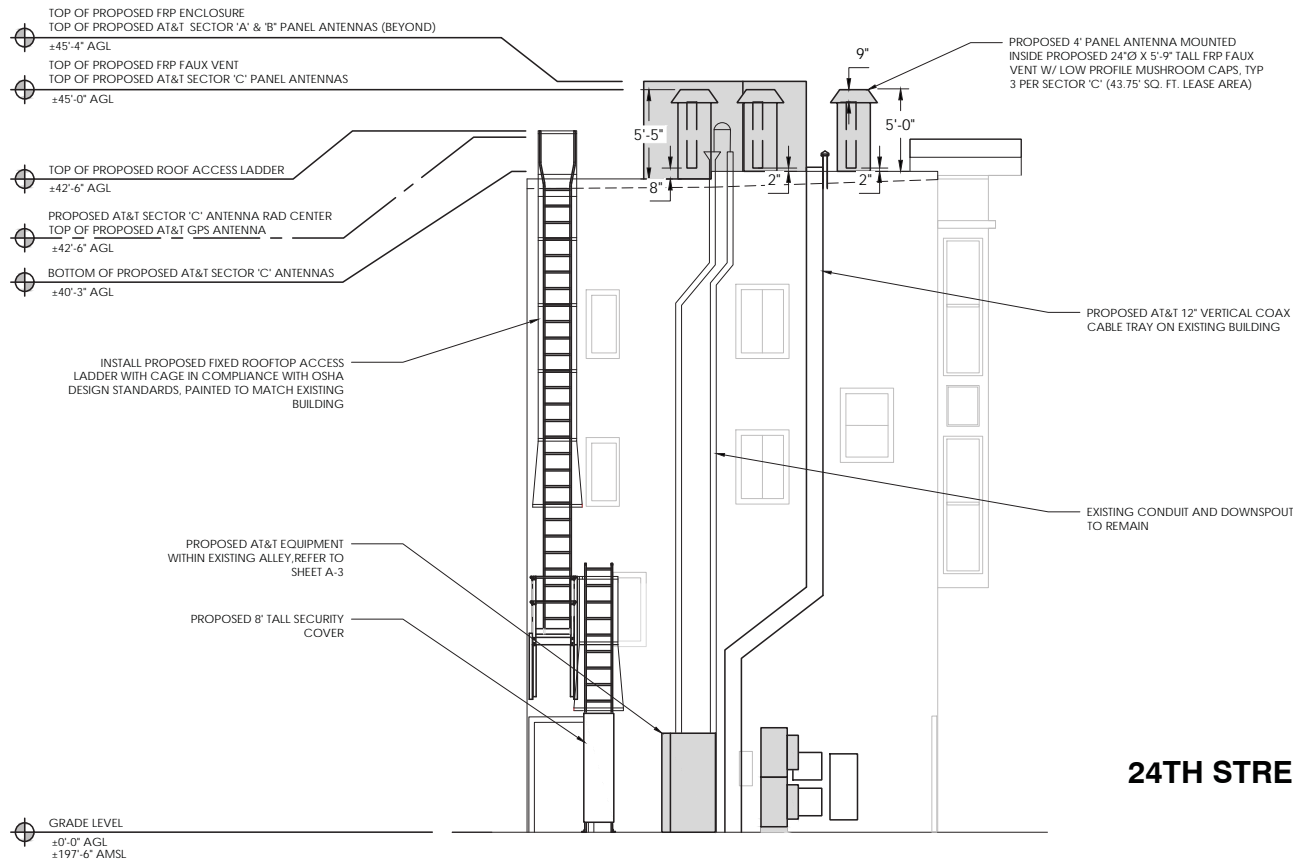 TOP OF PROPOSED FRP ENCLOSURE
TOP OF PROPOSED AT&T SECTOR 'A' & 'B" PANEL ANTENNAS (BEYOND)
±45'-4" AGL
TOP OF PROPOSED FRP FAUX VENT
TOP OF PROPOSED AT&T SECTOR 'C' PANEL ANTENNAS
±45'-0" AGL
TOP OF PROPOSED ROOF ACCESS LADDER
±42'-6" AGL
PROPOSED AT&T SECTOR 'C' ANTENNA RAD CENTER
TOP OF PROPOSED AT&T GPS ANTENNA
±42'-6" AGL
BOTTOM OF PROPOSED AT&T SECTOR 'C' ANTENNAS
±40'-3" AGL
INSTALL PROPOSED FIXED ROOFTOP ACCESS
LADDER WITH CAGE IN COMPLIANCE WITH OSHA
DESIGN STANDARDS, PAINTED TO MATCH EXISTING
BUILDING
PROPOSED AT&T EQUIPMENT
WITHIN EXISTING ALLEY,REFER TO
SHEET A-3
PROPOSED 8' TALL SECURITY
COVER
GRADE LEVEL
±0'-0" AGL
±197'-6" AMSL
5'-5"
8"
2"
2"
9"
5'-0"
PROPOSED 4' PANEL ANTENNA MOUNTED
INSIDE PROPOSED 24"Ø X 5'-9" TALL FRP FAUX
VENT W/ LOW PROFILE MUSHROOM CAPS, TYP
3 PER SECTOR 'C' (43.75' SQ. FT. LEASE AREA)
PROPOSED AT&T 12" VERTICAL COAX
CABLE TRAY ON EXISTING BUILDING
EXISTING CONDUIT AND DOWNSPOUT
TO REMAIN
24TH STRE